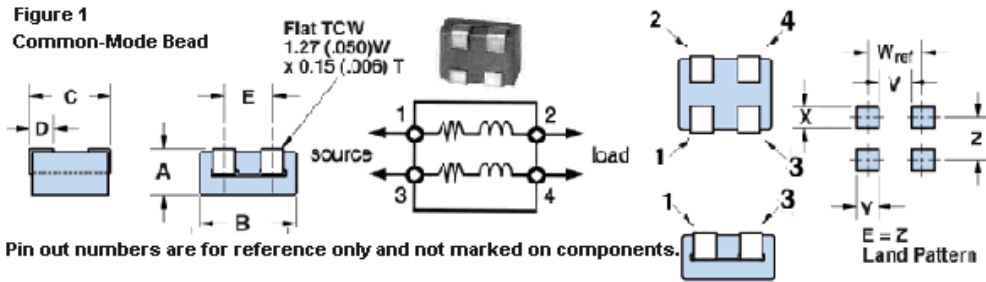 Figure 1
Common-Mode Bead
Flat TCW
1.27 (.050)W
x 0.15 (.006) T
C
D
A
E
B
1
2
3
4
source
load
2
4
1
3
1
3
Wref
V
X
Z
Y
E = Z
Land Pattern
Pin out numbers are for reference only and not marked on components.